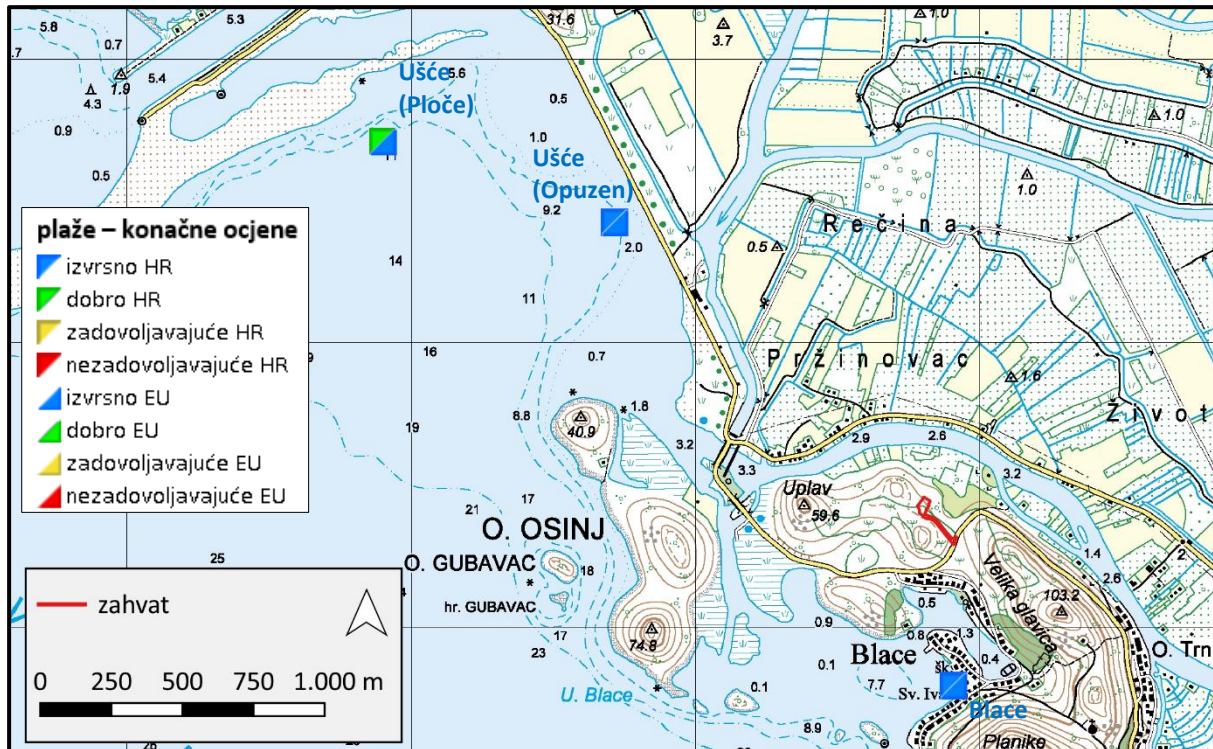 5.8
5.3
31.6
1.0
0.7
3.7
5.4
1.9
4.3
Ušće
(Ploče)
5.6
0.5
1.0
0.9
1.0
Ušće
(Opuzen)
1.0
0.5
9.2
2.0
Rečina
0.5
14
plaže – konačne ocjene
izvrsno HR
dobro HR
zadovoljavajuće HR
nezadovoljavajuće HR
izvrsno EU
dobro EU
zadovoljavajuće EU
nezadovoljavajuće EU
11
16
0.7
Pržinovac
1.6
Život
8.8
1.8
40.9
19
3.2
2.9
2.6
3.3
3.2
17
21
Uplav
59.6
O. OSINJ
O. GUBAVAC
18
25
hr. GUBAVAC
1.4
2
2.6
Velika glavica
103.2
0.5
17
23
74.8
0.9
0.8
1.3
0.4
Blace
O. Trn
šk
0.1
7.7
Sv. Iv
Blace
U. Blace
0.1
8.9
Planike
zahvat
0 250 500 750 1.000 m